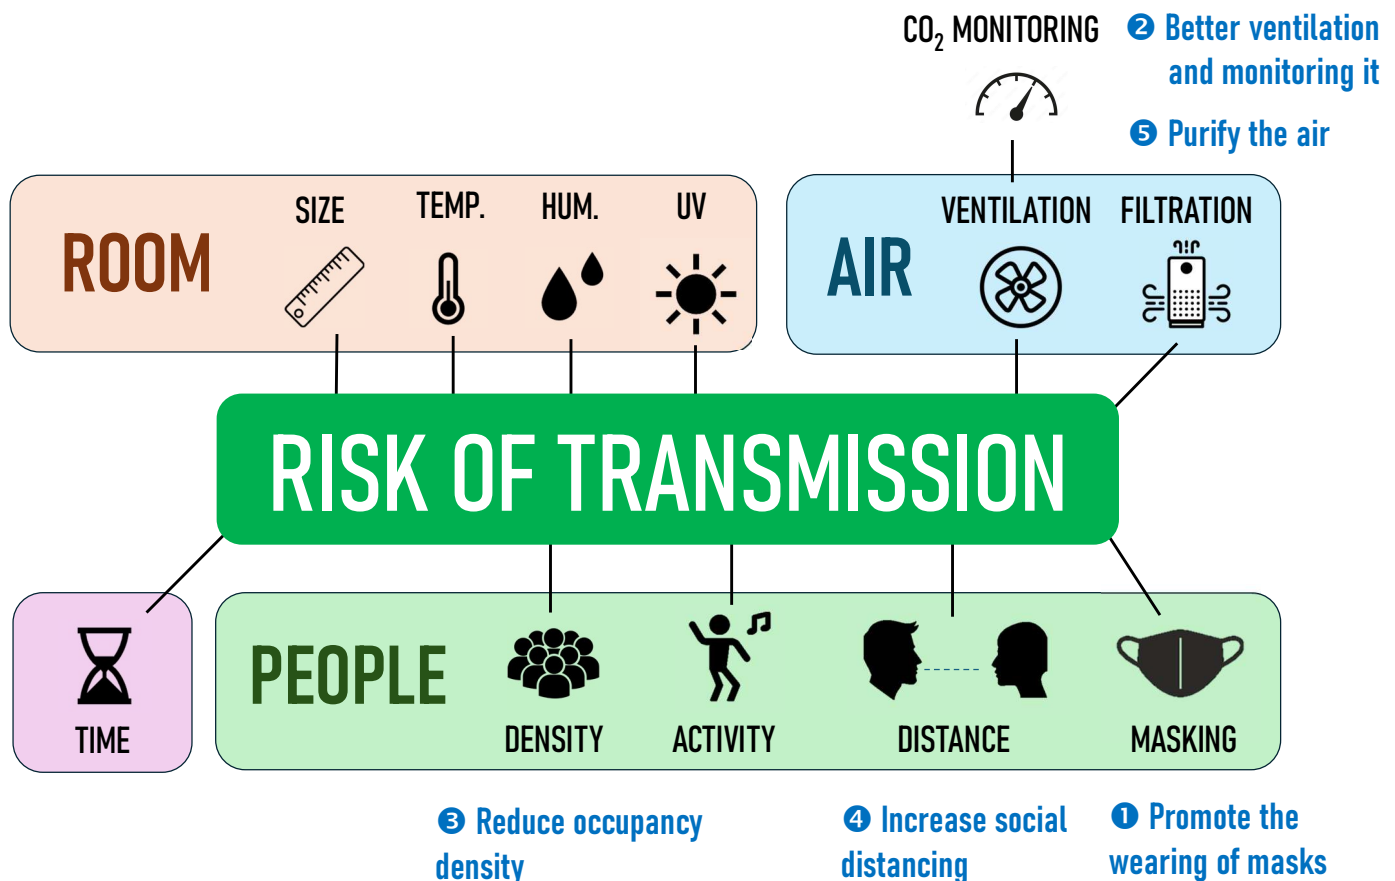 CO₂ MONITORING
❷ Better ventilation
and monitoring it
❺ Purify the air
ROOM
SIZE
TEMP.
HUM.
UV
AIR
VENTILATION
FILTRATION
RISK OF TRANSMISSION
TIME
PEOPLE
DENSITY
ACTIVITY
DISTANCE
MASKING
❸ Reduce occupancy
density
❹ Increase social
distancing
❶ Promote the
wearing of masks